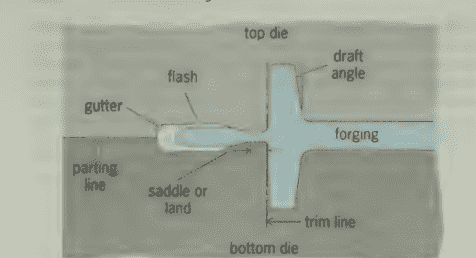 top die
draft
angle
flash
gutter
forging
parting
line
saddle or
land
trim line
bottom die